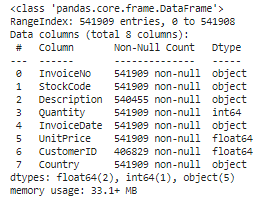 <class 'pandas.core.frame.DataFrame'>
RangeIndex: 541909 entries, 0 to 541908
Data columns (total 8 columns):
 #   Column       Non-Null Count   Dtype
---  ------       --------------   -----
 0   InvoiceNo    541909 non-null  object
 1   StockCode    541909 non-null  object
 2   Description  540455 non-null  object
 3   Quantity     541909 non-null  int64
 4   InvoiceDate  541909 non-null  object
 5   UnitPrice    541909 non-null  float64
 6   CustomerID   406829 non-null  float64
 7   Country      541909 non-null  object
dtypes: float64(2), int64(1), object(5)
memory usage: 33.1+ MB